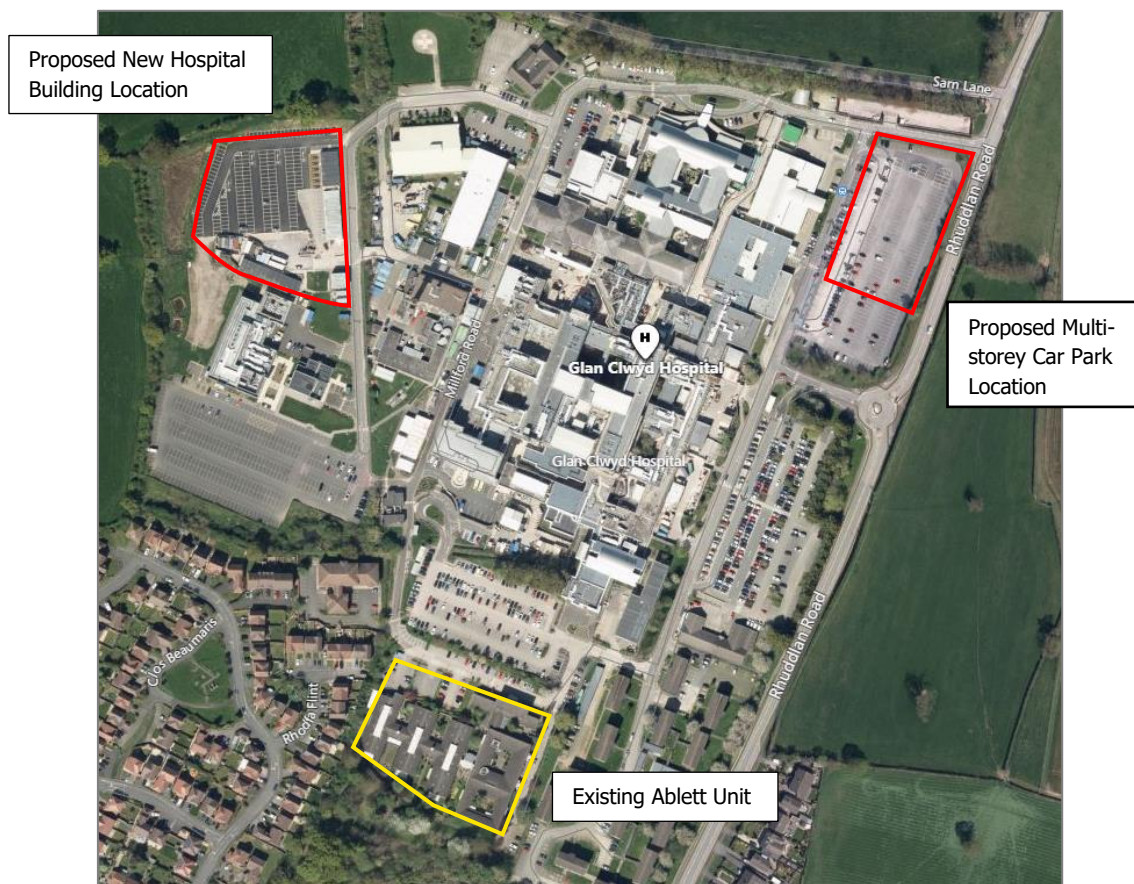 Proposed New Hospital
Building Location
Sarn Lane
Rhuddlan Road
Proposed Multi-
storey Car Park
Location
H
Glan Clwyd Hospital
Milford Road
Glan Clwyd Hospital
Clos Beaumaris
Rhodfa Flint
Rhuddlan Road
Existing Ablett Unit